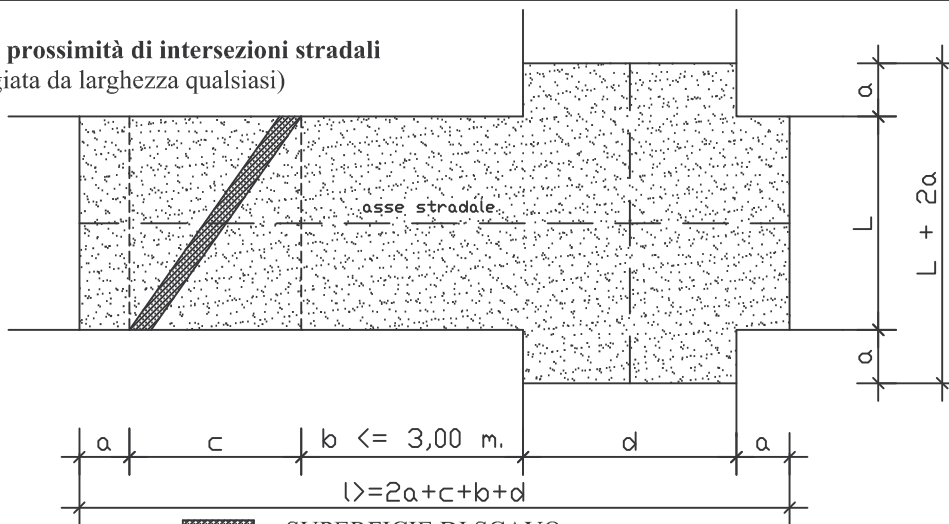 prossimità di intersezioni stradali
giata da larghezza qualsiasi)
a
asse stradale
L
L + 2a
a
a c b <= 3,00 m. d a
l>=2a+c+b+d
SUPERFICIE DI SCAVO